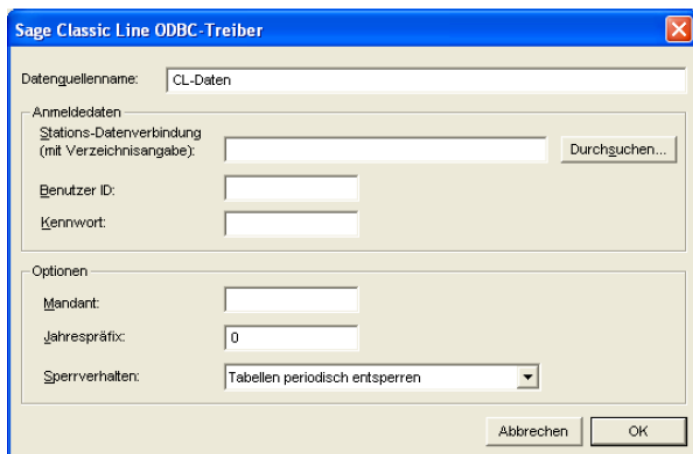 Sage Classic Line ODBC-Treiber
Datenquellenname: CL-Daten
Anmeldedaten
Stations-Datenverbindung
(mit Verzeichnisangabe):
Durchsuchen...
Benutzer ID:
Kennwort:
Optionen
Mandant:
Jahrespräfix: 0
Sperrverhalten: Tabellen periodisch entsperren
Abbrechen OK